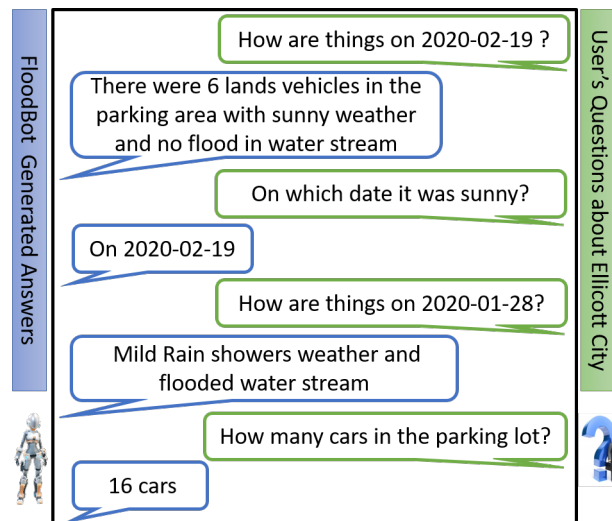 How are things on 2020-02-19 ?
There were 6 lands vehicles in the
parking area with sunny weather
and no flood in water stream
On which date it was sunny?
On 2020-02-19
How are things on 2020-01-28?
Mild Rain showers weather and
flooded water stream
How many cars in the parking lot?
16 cars
FloodBot Generated Answers
User's Questions about Ellicott City